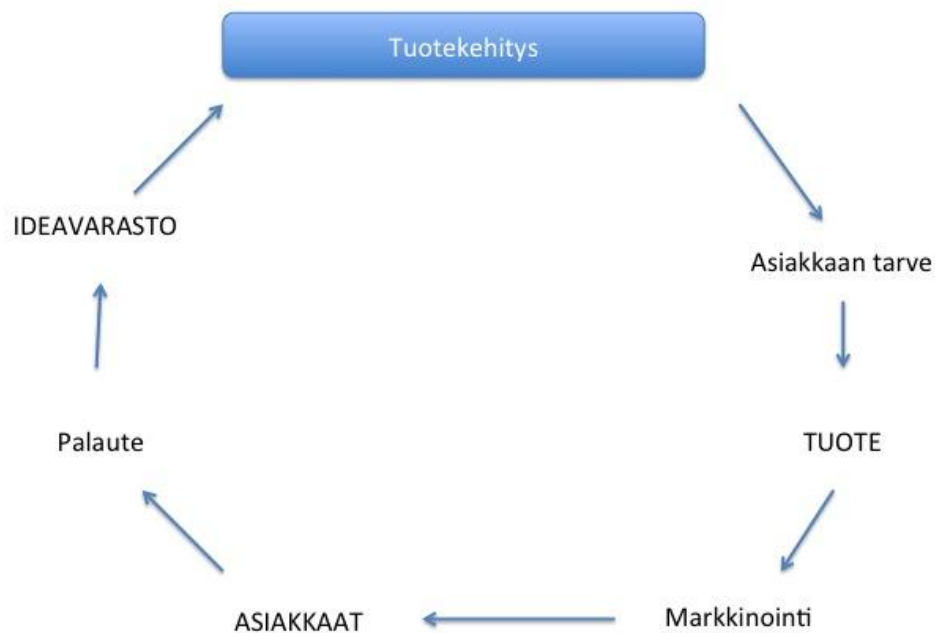 Tuotekehitys
Asiakkaan tarve
TUOTE
Markkinointi
ASIAKKAAT
Palaute
IDEAVARASTO